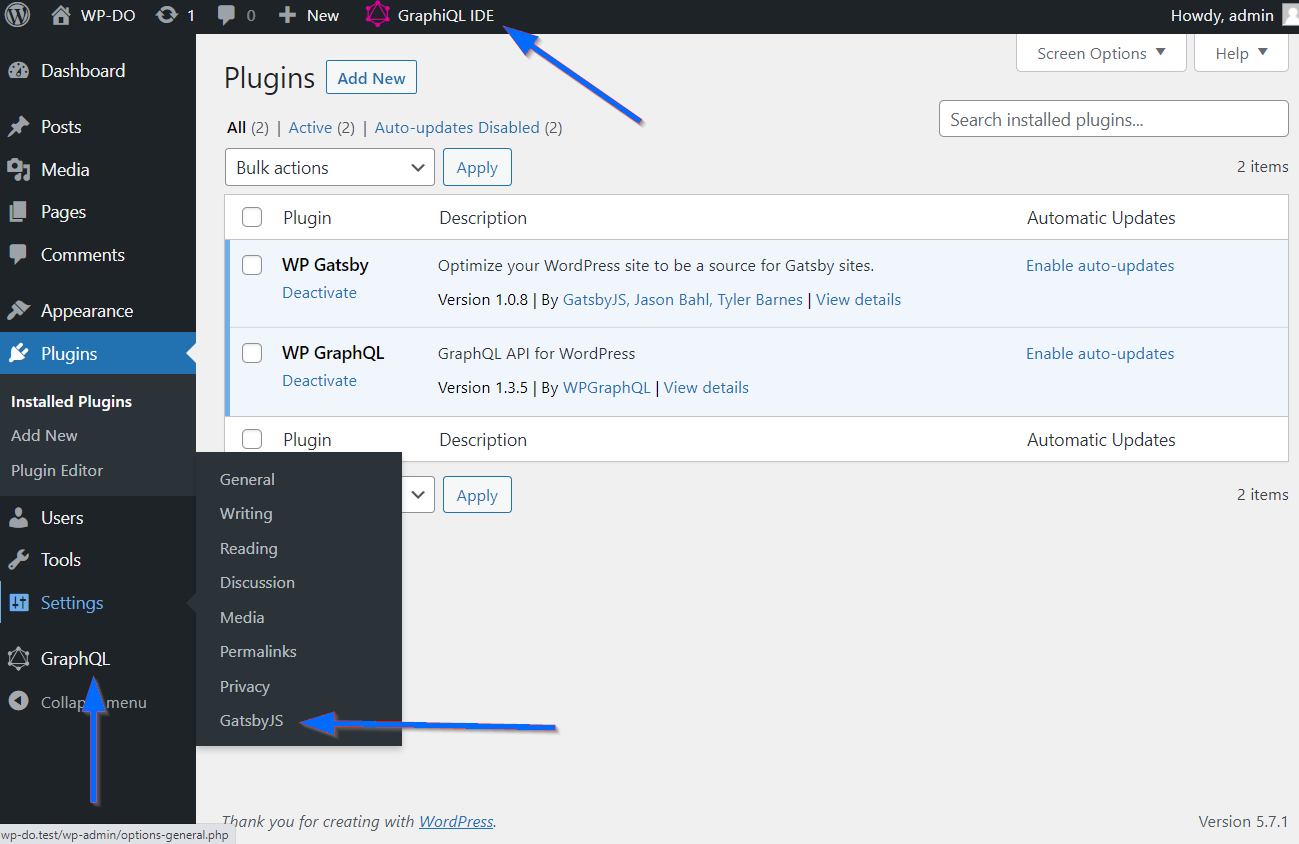 WP-DO 1 0 New GraphiQL IDE Howdy, admin
Screen Options Help
Dashboard
Posts
Media
Pages
Comments
Appearance
Plugins
Installed Plugins
Add New
Plugin Editor
Users
Tools
Settings
GraphQL
Collap menu
General
Writing
Reading
Discussion
Media
Permalinks
Privacy
GatsbyJS
Plugins Add New
All (2) | Active (2) | Auto-updates Disabled (2)
Search installed plugins...
Bulk actions Apply
2 items
Plugin Description Automatic Updates
WP Gatsby Optimize your WordPress site to be a source for Gatsby sites. Enable auto-updates
Deactivate Version 1.0.8 | By GatsbyJS, Jason Bahl, Tyler Barnes | View details
WP GraphQL GraphQL API for WordPress Enable auto-updates
Deactivate Version 1.3.5 | By WPGraphQL | View details
Plugin Description Automatic Updates
Apply 2 items
Thank you for creating with WordPress. Version 5.7.1
wp-do.test/wp-admin/options-general.php